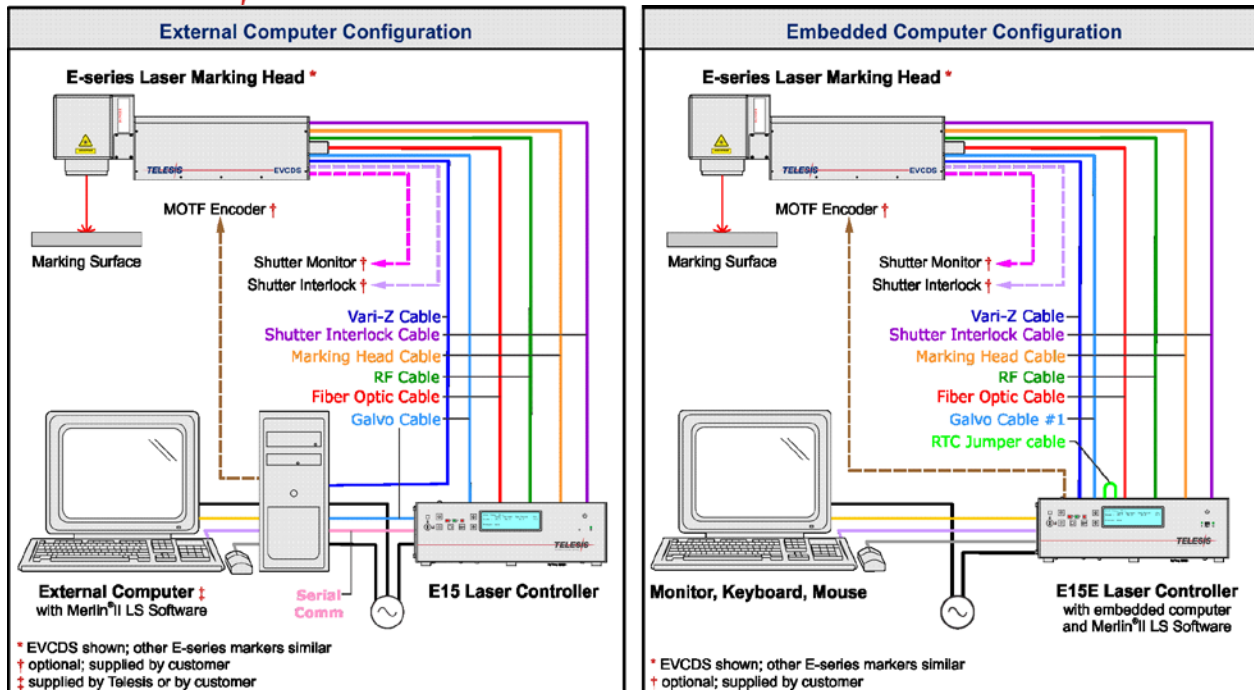 External Computer Configuration
E-series Laser Marking Head *
TELESIS
EVCDS
MOTF Encoder †
Marking Surface
Shutter Monitor †
Shutter Interlock †
Vari-Z Cable
Shutter Interlock Cable
Marking Head Cable
RF Cable
Fiber Optic Cable
Galvo Cable
TELESIS
External Computer ‡
with Merlin®II LS Software
Serial
Comm
E15 Laser Controller
* EVCDS shown; other E-series markers similar
† optional; supplied by customer
‡ supplied by Telesis or by customer
Embedded Computer Configuration
E-series Laser Marking Head *
TELESIS
EVCDS
MOTF Encoder †
Marking Surface
Shutter Monitor †
Shutter Interlock †
Vari-Z Cable
Shutter Interlock Cable
Marking Head Cable
RF Cable
Fiber Optic Cable
Galvo Cable #1
RTC Jumper cable
TELESIS
Monitor, Keyboard, Mouse
E15E Laser Controller
with embedded computer
and Merlin®II LS Software
* EVCDS shown; other E-series markers similar
† optional; supplied by customer